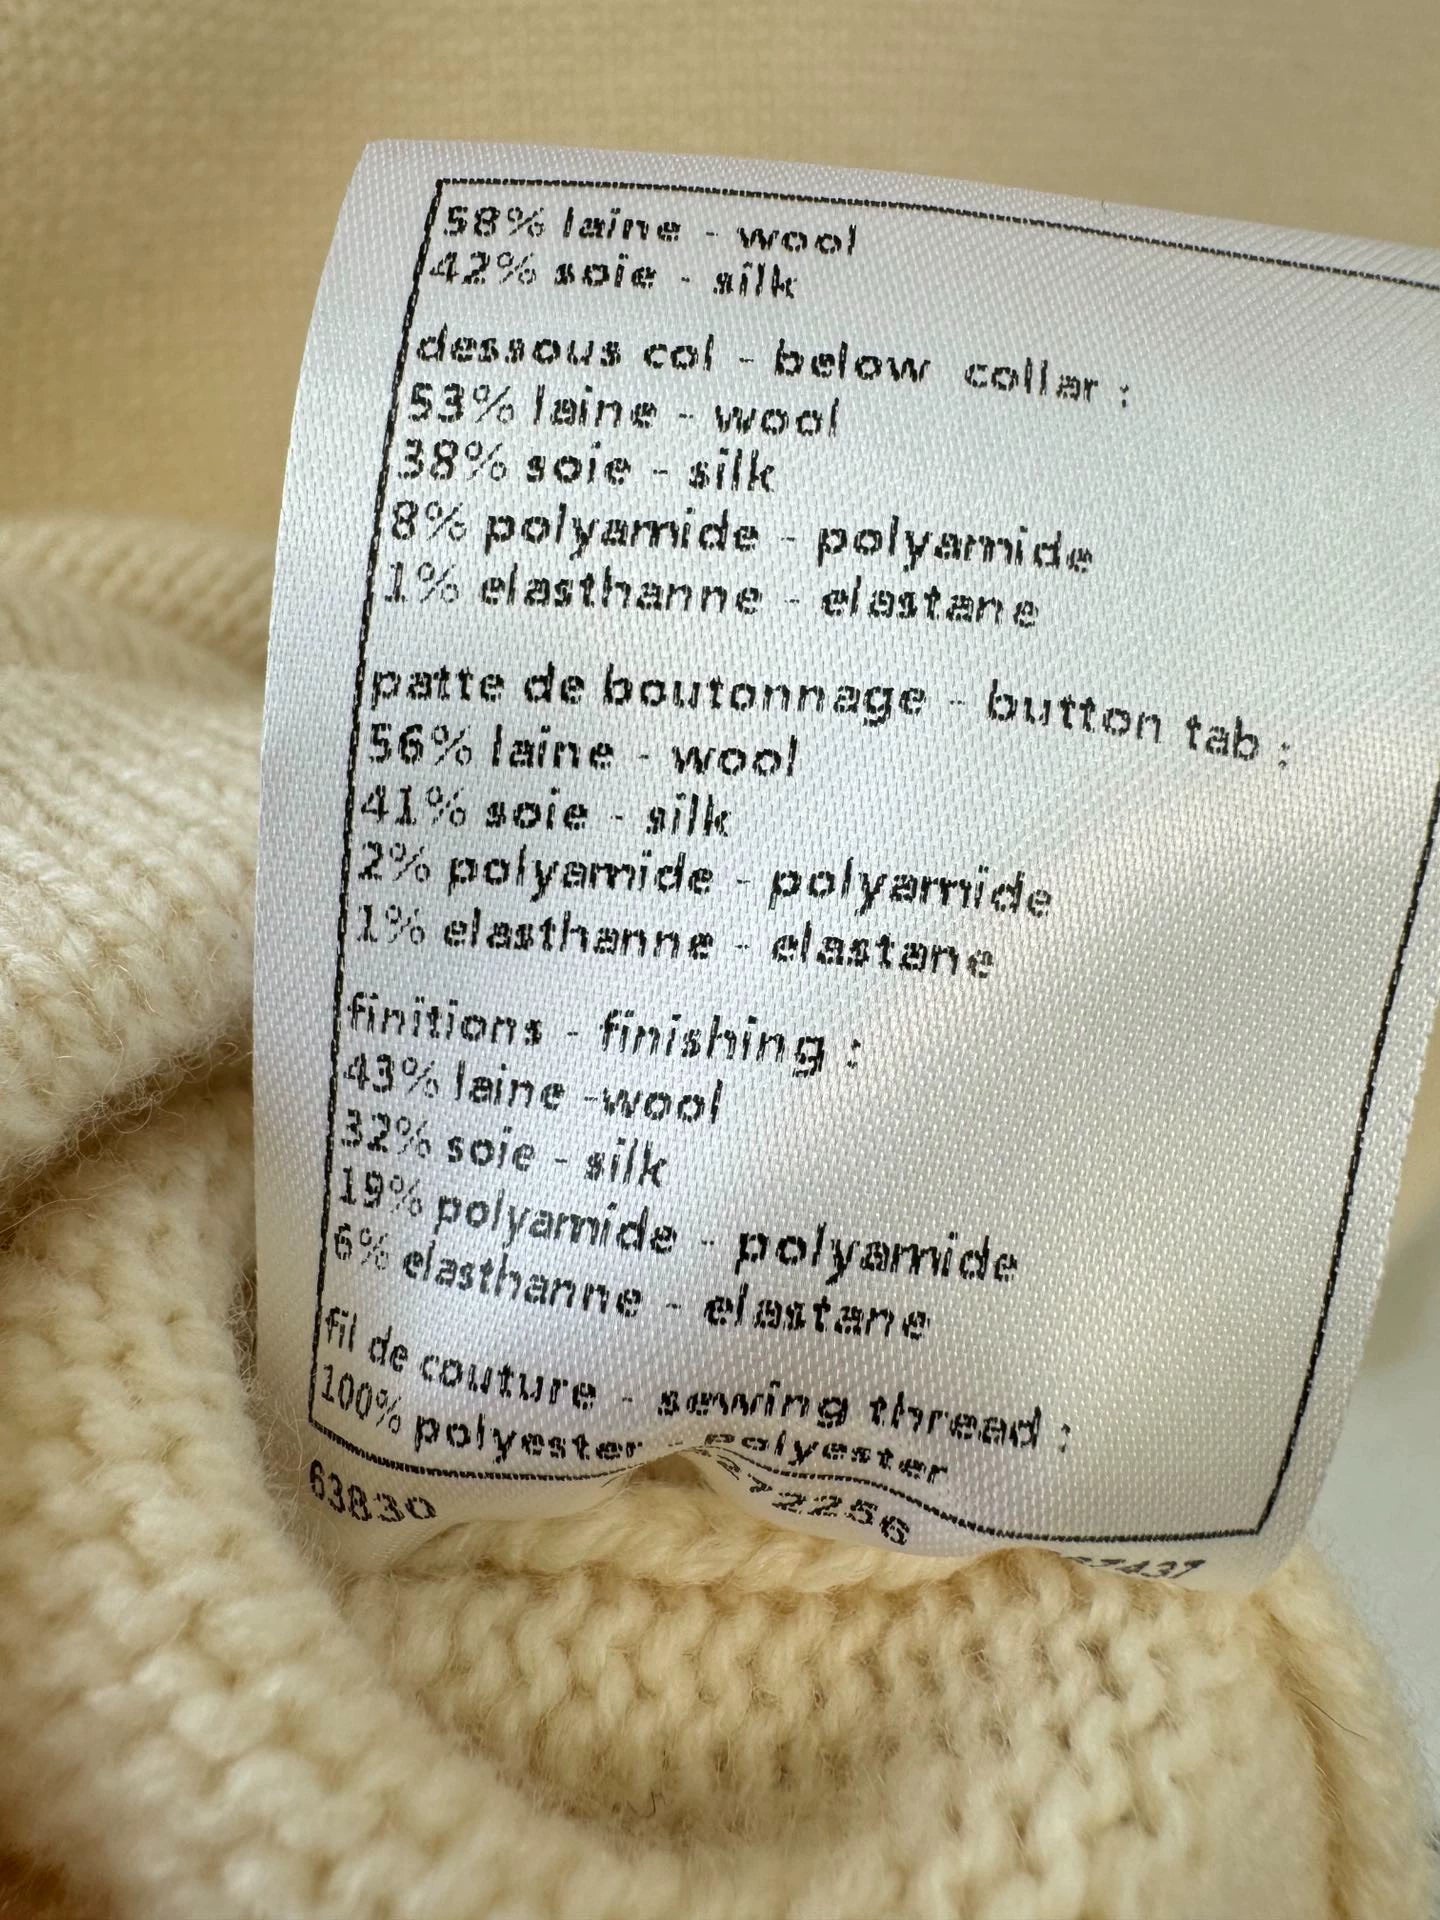 58% laine - wool
42% soie - silk
dessous col - below collar :
53% laine - wool
38% soie - silk
8% polyamide - polyamide
1% elasthanne - elastane
patte de boutonnage - button tab :
56% laine - wool
41% soie - silk
2% polyamide - polyamide
1% elasthanne - elastane
finitions - finishing :
43% laine -wool
32% soie - silk
19% polyamide - polyamide
6% elasthanne - elastane
fil de couture - sewing thread :
100% polyester - polyester
63830